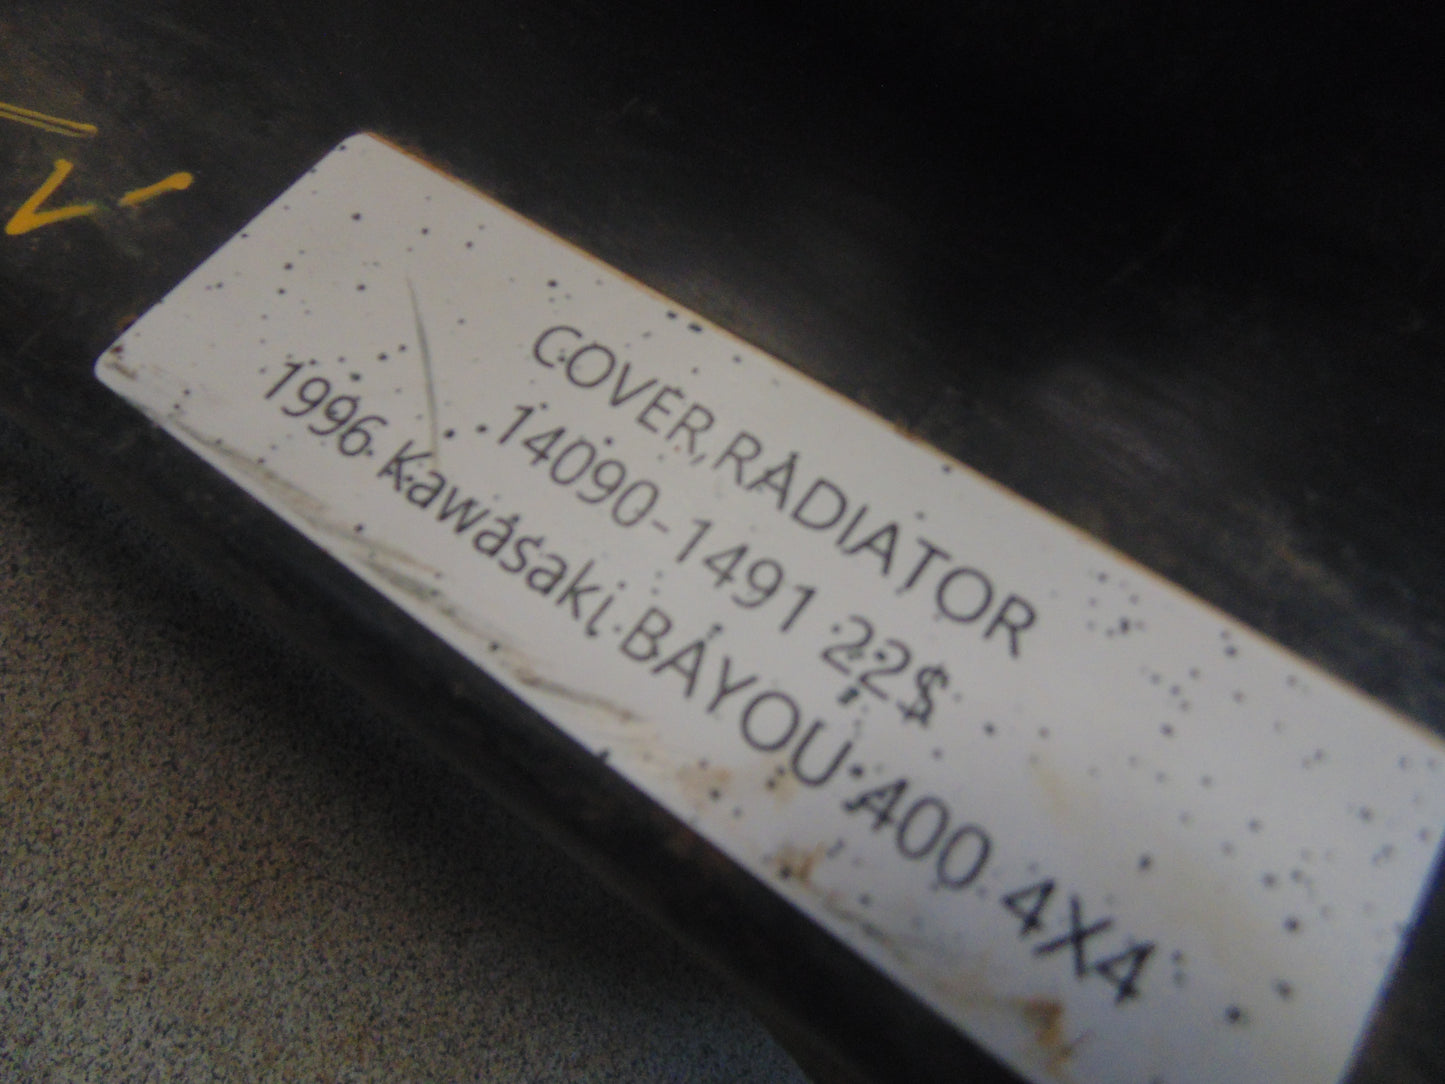 COVER,RADIATOR
14090-1491 22$
1996 Kawasaki BAYOU 400 4X4